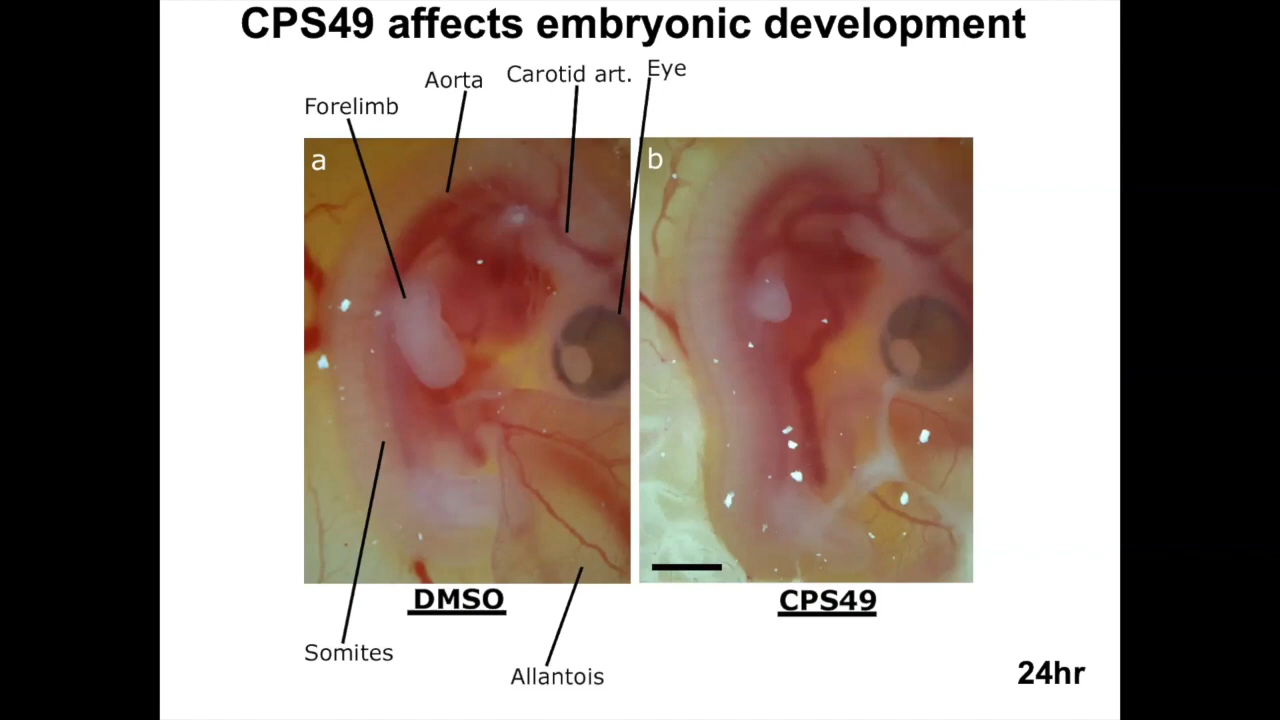 CPS49 affects embryonic development
Aorta
Carotid art.
Eye
Forelimb
a
b
DMSO
CPS49
Somites
Allantois
24hr